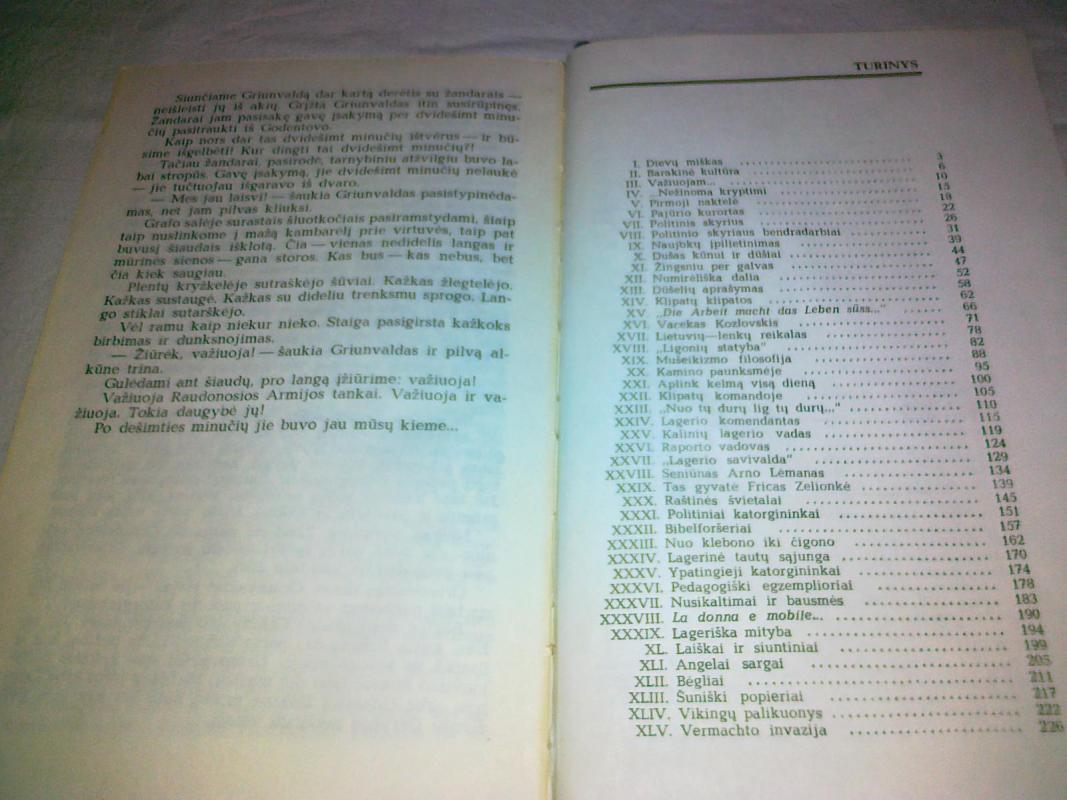 Siunčiame Griunvaldą dar kartą derėtis su žandarais —
neišleisti jų iš akių. Grįžta Griunvaldas itin susirūpinęs.
Žandarai jam pasisakę gavę įsakymą per dvidešimt minu-
čių pasitraukti iš Godentovo.
Kaip nors dar tas dvidešimt minučių ištvėrus — ir bū-
sime išgelbėti! Kur dingti tai dvidešimt minučių?!
Tačiau žandarai, pasirodė, tarnybiniu atžvilgiu buvo la-
bai stropūs. Gavę įsakymą, jie dvidešimt minučių nelaukė
— jie tučtuojau išgaravo iš dvaro.
— Mes jau laisvi! — šaukia Griunvaldas pasistypinėda-
mas, net jam pilvas kliuksi.
Grafo salėje surastais šluotkočiais pasiramstydami, šiaip
taip nuslinkome į mažą kambarėlį prie virtuvės, taip pat
buvusį šiaudais išklotą. Čia — vienas nedidelis langas ir
mūrinės sienos — gana storos. Kas bus — kas nebus, bet
čia kiek saugiau.
Plentų kryžkelėje sutraškėjo šūviai. Kažkas žlegtelėjo.
Kažkas sustaugė. Kažkas su dideliu trenksmu sprogo. Lan-
go stiklai sutarškėjo.
Vėl ramu kaip niekur nieko. Staiga pasigirsta kažkoks
birbimas ir dunksnojimas.
— Žiūrėk, važiuoja! — šaukia Griunvaldas ir pilvą al-
kūne trina.
Gulėdami ant šiaudų, pro langą įžiūrime: važiuoja!
Važiuoja Raudonosios Armijos tankai. Važiuoja ir va-
žiuoja. Tokia daugybė jų!
Po dešimties minučių jie buvo jau mūsų kieme...
TURINYS
I. Dievų miškas 3
II. Barakinė kultūra 6
III. Važiuojam... 10
IV. ..Nežinoma kryptimi 15
V. Pirmoji naktelė 18
VI. Pajūrio kurortas 22
VII. Politinis skyrius 26
VIII. Politinio skyriaus bendradarbiai 31
IX. Naujokų įpilietinimas 39
X. Dušas kūnui ir dūšiai 44
XI. Žingsniu per galvas 47
XII. Numirėliška dalia 52
XIII. Dūšelių aprašymas 58
XIV. Klipatų klipatos 62
XV. „Die Arbeit macht das Leben süss..." 66
XVI. Vacekas Kozlovskis 71
XVII. Lietuvių—lenkų reikalas 78
XVIII. „Ligonių statyba" 82
XIX. Mušeikizmo filosofija 88
XX. Kamino paunksmėje 95
XXI. Aplink kelmą visą dieną 100
XXII. Klipatų komandoje 105
XXIII. „Nuo tų durų lig tų durų..." 110
XXIV. Lagerio komendantas 115
XXV. Kalinių lagerio vadas 119
XXVI. Raporto vadovas 124
XXVII. „Lagerio savivalda" 129
XXVIII. Seniūnas Arno Lėmanas 134
XXIX. Tas gyvatė Fricas Zelionkė 139
XXX. Raštinės švietalai 145
XXXI. Politiniai katorgininkai 151
XXXII. Bibelforšeriai 157
XXXIII. Nuo klebono iki čigono 162
XXXIV. Lagerinė tautų sąjunga 170
XXXV. Ypatingieji katorgininkai 174
XXXVI. Pedagogiški egzemplioriai 178
XXXVII. Nusikaltimai ir bausmės 183
XXXVIII. La donna e mobile... 190
XXXIX. Lageriška mityba 194
XL. Laiškai ir siuntiniai 199
XLI. Angelai sargai 205
XLII. Bėgliai 211
XLIII. Šuniški popieriai 217
XLIV. Vikingų palikuonys 222
XLV. Vermachto invazija 226